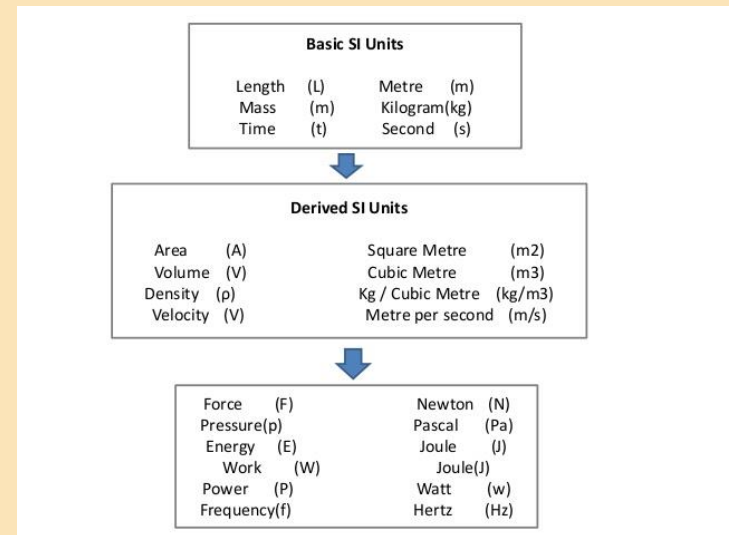 Basic SI Units
Length (L) Metre (m)
Mass (m) Kilogram(kg)
Time (t) Second (s)
Derived SI Units
Area (A) Square Metre (m2)
Volume (V) Cubic Metre (m3)
Density (ρ) Kg / Cubic Metre (kg/m3)
Velocity (V) Metre per second (m/s)
Force (F) Newton (N)
Pressure(p) Pascal (Pa)
Energy (E) Joule (J)
Work (W) Joule(J)
Power (P) Watt (w)
Frequency(f) Hertz (Hz)